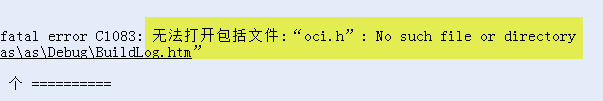 fatal error C1083: 无法打开包括文件:“oci.h”: No such file or directory
as\as\Debug\BuildLog.htm”
个 ==========